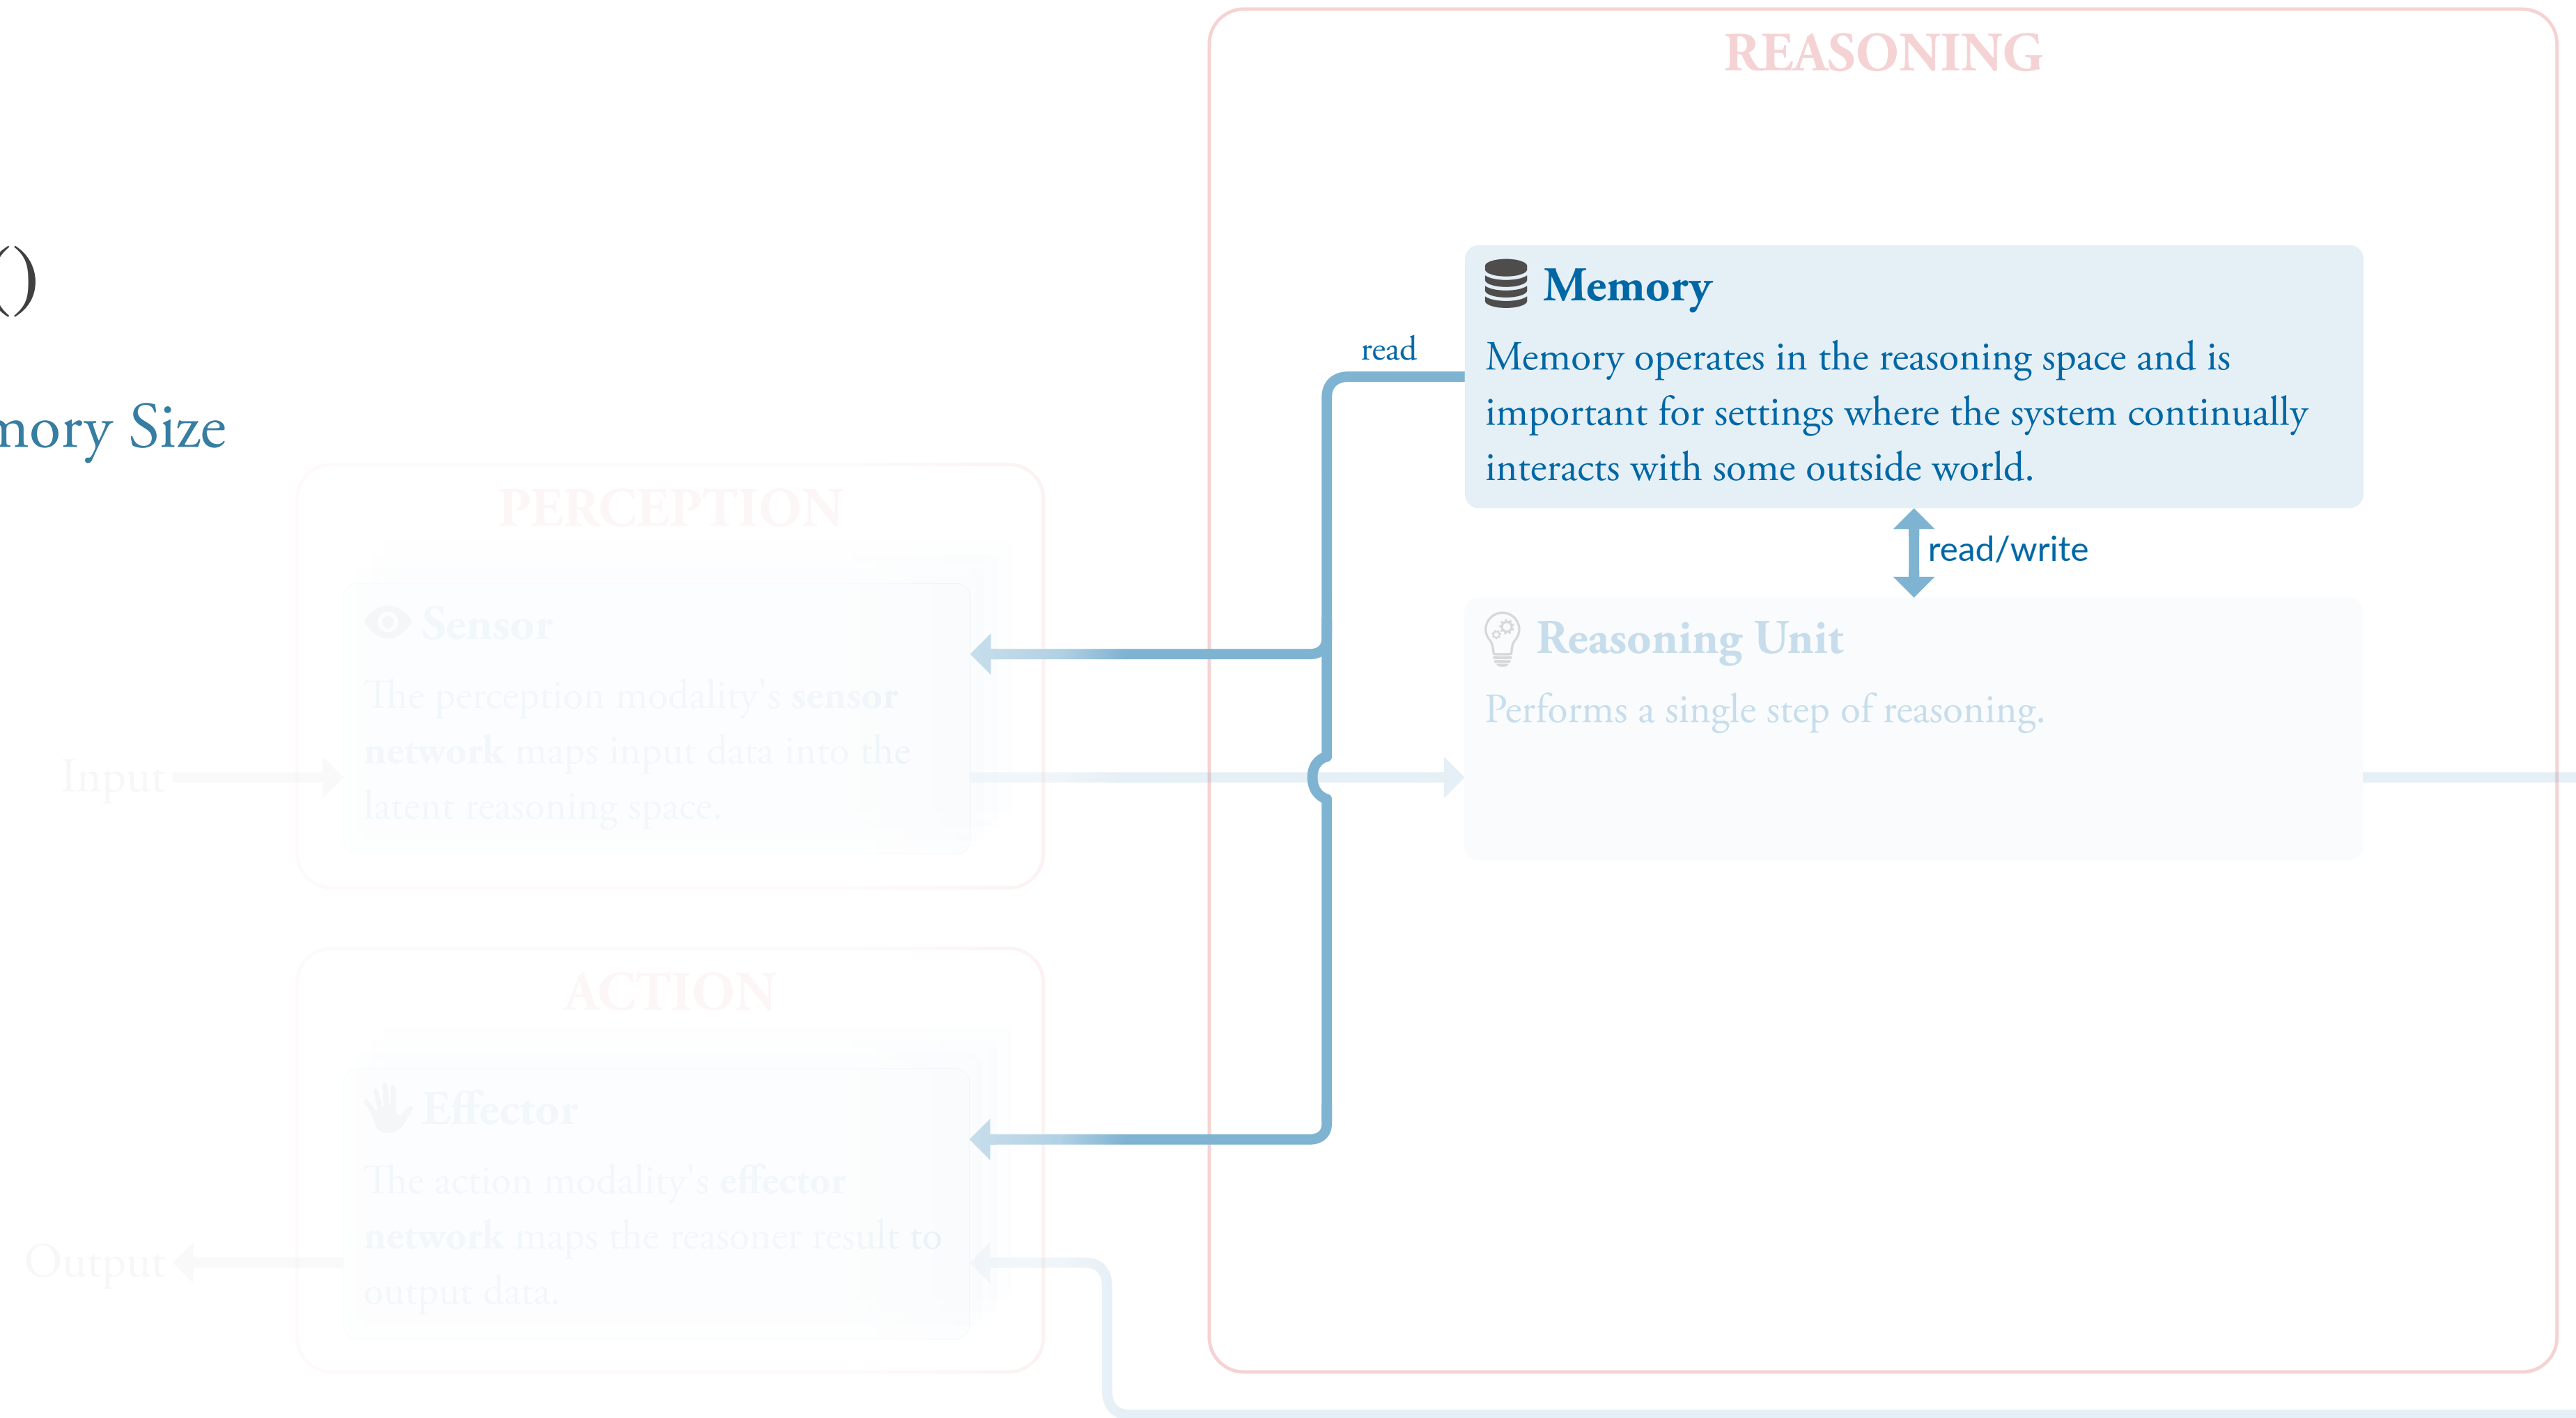 REASONING
()
Memory
read
Memory operates in the reasoning space and is
important for settings where the system continually
interacts with some outside world.
mory Size
PERCEPTION
read/write
Sensor
The perception modality's sensor
network maps input data into the
latent reasoning space.
Reasoning Unit
Performs a single step of reasoning.
Input
ACTION
Effector
The action modality's effector
network maps the reasoner result to
output data.
Output